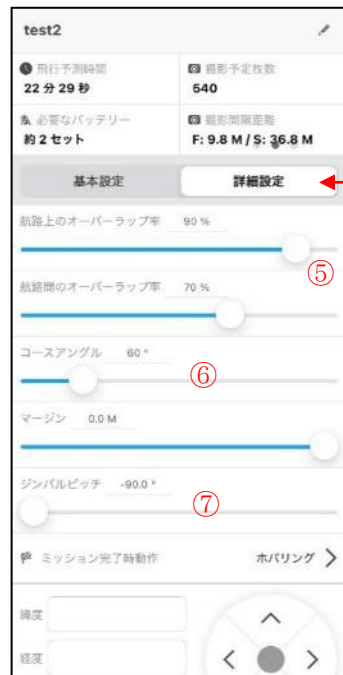 test2
飛行予測時間
22 分 29 秒
撮影予定枚数
540
必要なバッテリー
約 2 セット
撮影間隔距離
F: 9.8 M / S: 36.8 M
基本設定
詳細設定
航路上のオーバーラップ率 90 %
⑤
航路間のオーバーラップ率 70 %
コースアングル 60 °
⑥
マージン 0.0 M
ジンバルピッチ -90.0 °
⑦
ミッション完了時動作 ホバリング
緯度
経度